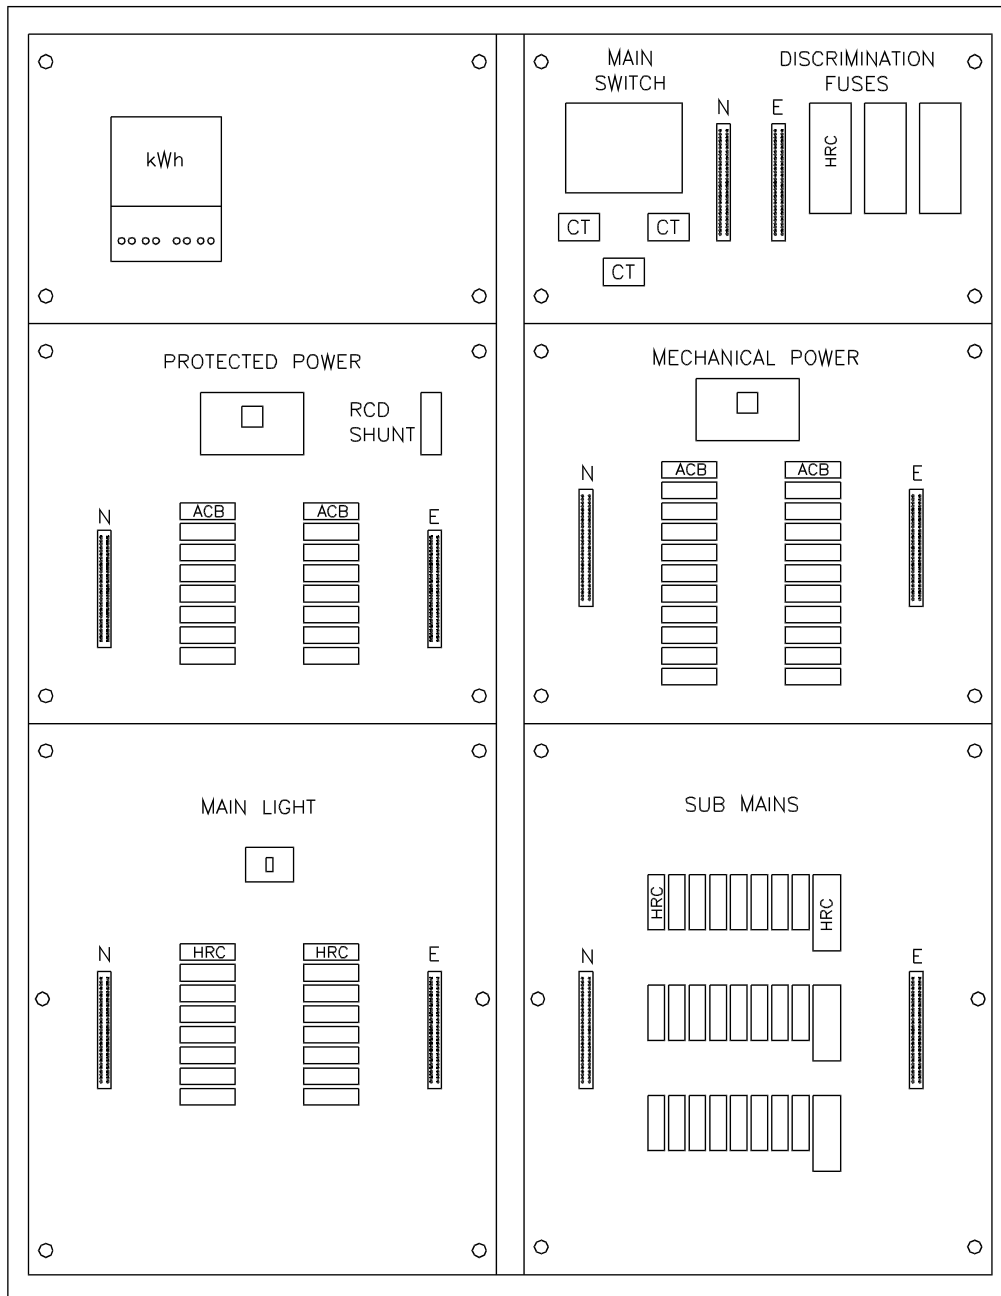 kWh
MAIN
SWITCH
DISCRIMINATION
FUSES
N
E
HRC
CT
CT
CT
PROTECTED POWER
RCD
SHUNT
ACB
ACB
N
E
MECHANICAL POWER
ACB
ACB
N
E
MAIN LIGHT
HRC
HRC
N
E
SUB MAINS
HRC
HRC
N
E